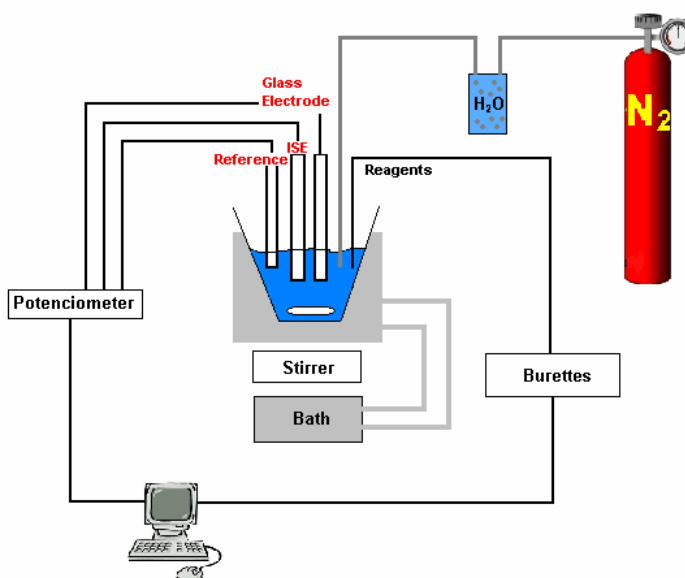 Glass
Electrode
H₂O
N₂
ISE
Reference
Reagents
Potenciometer
Stirrer
Burettes
Bath